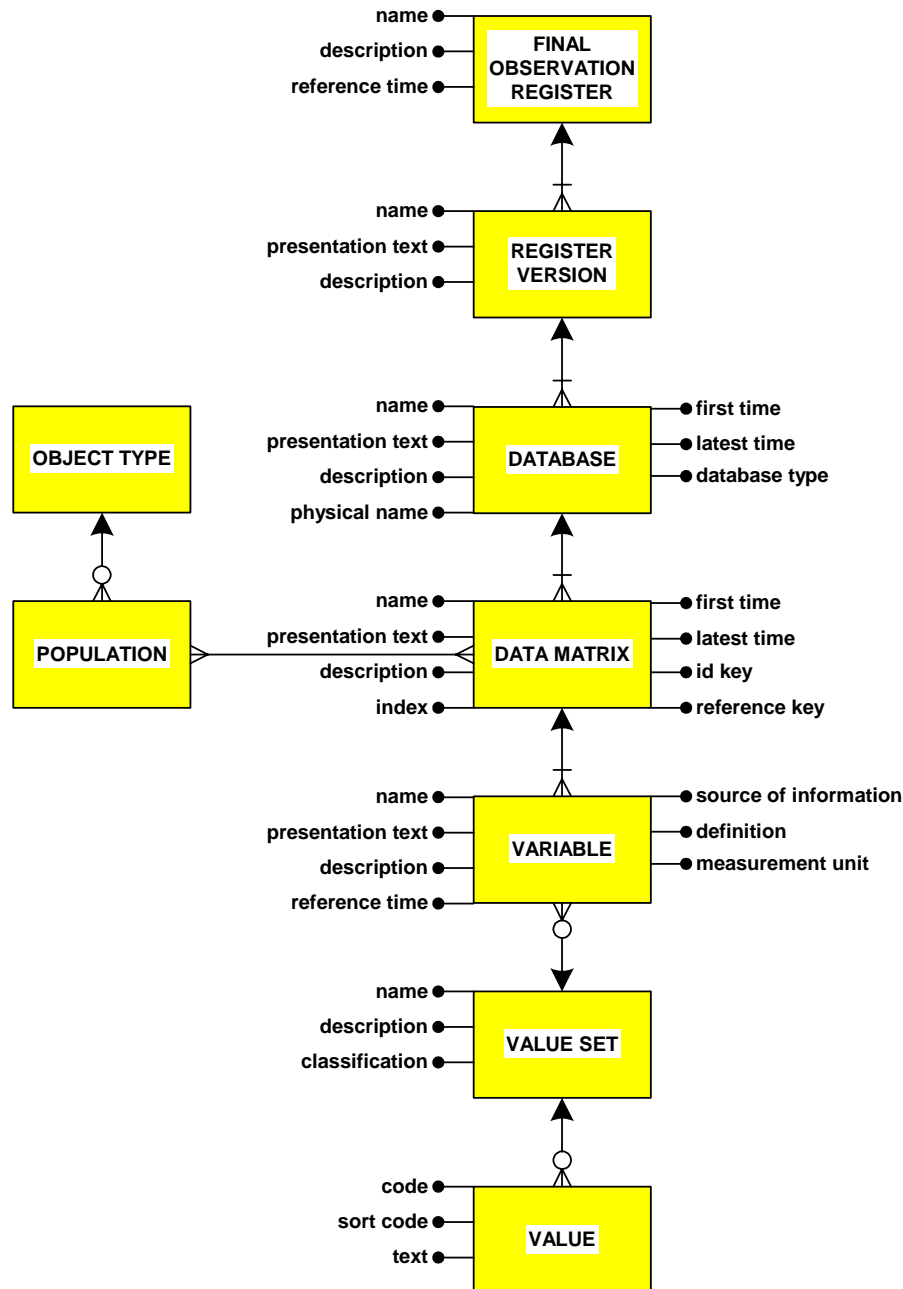 name
description
reference time
FINAL
OBSERVATION
REGISTER
name
presentation text
description
REGISTER
VERSION
name
presentation text
description
physical name
DATABASE
first time
latest time
database type
OBJECT TYPE
POPULATION
name
presentation text
description
index
DATA MATRIX
first time
latest time
id key
reference key
name
presentation text
description
reference time
VARIABLE
source of information
definition
measurement unit
name
description
classification
VALUE SET
code
sort code
text
VALUE